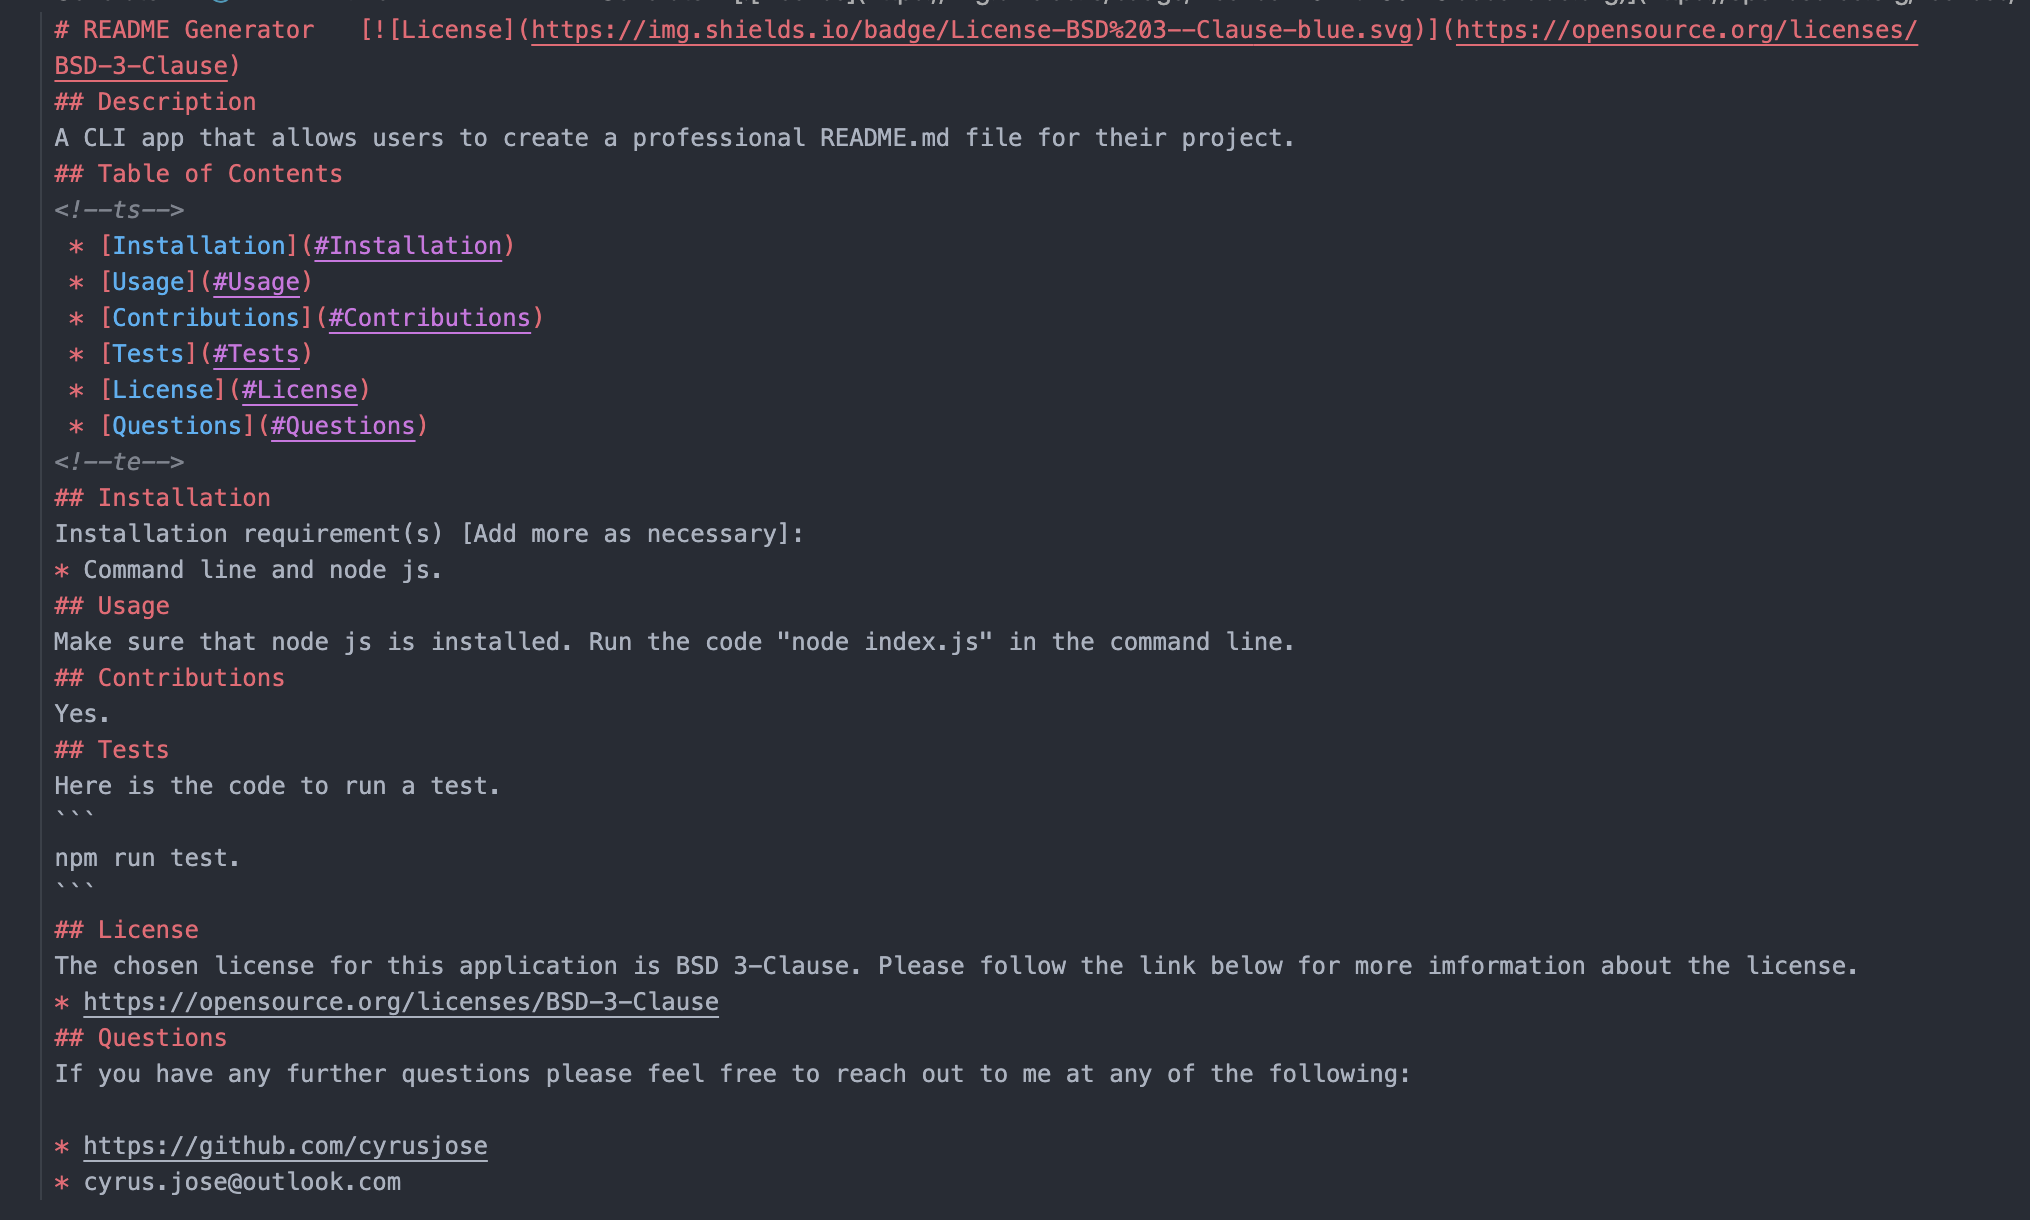 # README Generator   [![License](https://img.shields.io/badge/License-BSD%203--Clause-blue.svg)](https://opensource.org/licenses/
BSD-3-Clause)
## Description
A CLI app that allows users to create a professional README.md file for their project.
## Table of Contents
<!--ts-->
* [Installation](#Installation)
* [Usage](#Usage)
* [Contributions](#Contributions)
* [Tests](#Tests)
* [License](#License)
* [Questions](#Questions)
<!--te-->
## Installation
Installation requirement(s) [Add more as necessary]:
* Command line and node js.
## Usage
Make sure that node js is installed. Run the code "node index.js" in the command line.
## Contributions
Yes.
## Tests
Here is the code to run a test.
```
npm run test.
```
## License
The chosen license for this application is BSD 3-Clause. Please follow the link below for more imformation about the license.
* https://opensource.org/licenses/BSD-3-Clause
## Questions
If you have any further questions please feel free to reach out to me at any of the following:
* https://github.com/cyrusjose
* cyrus.jose@outlook.com